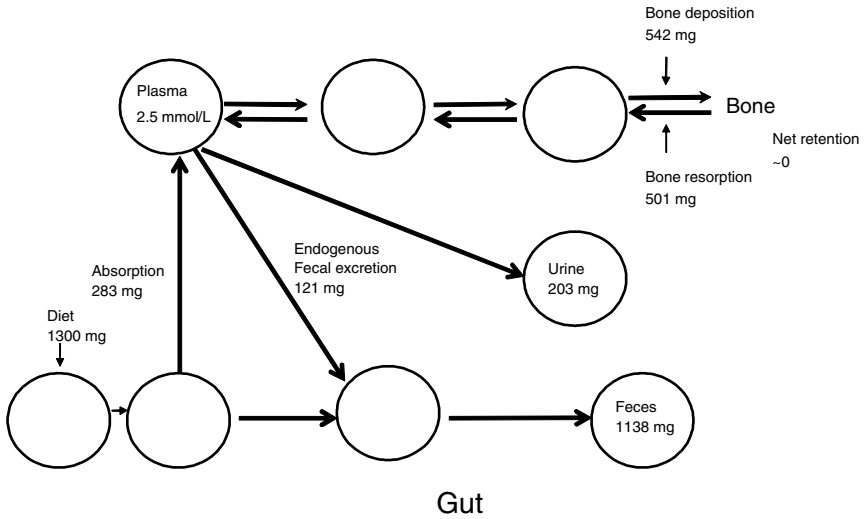 Bone deposition
542 mg
Plasma
2.5 mmol/L
Bone
Net retention
~0
Bone resorption
501 mg
Endogenous
Fecal excretion
121 mg
Urine
203 mg
Absorption
283 mg
Diet
1300 mg
Feces
1138 mg
Gut